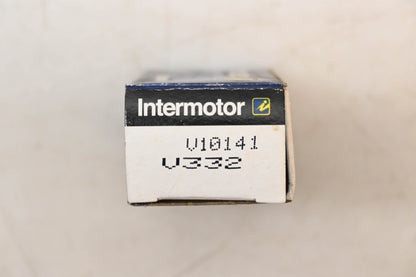 Intermotor i
V10141
V332